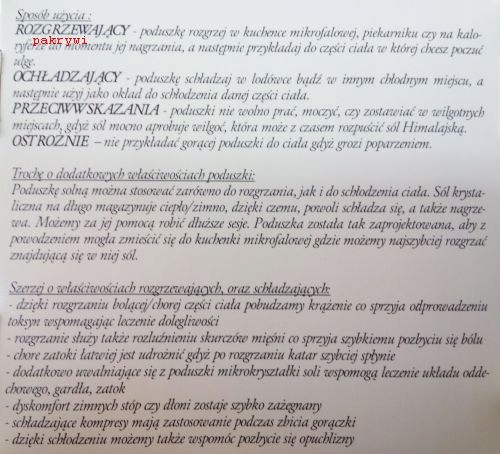 Sposób użycia :
ROZGRZEWAJĄCY - poduszkę rozgrzej w kuchence mikrofalowej, piekarniku czy na kalo-
pakrywi
ryferze do momentu jej nagrzania, a następnie przykładaj do części ciała w której chcesz poczuć
ulgę.
OCHŁADZAJĄCY - poduszkę schładzaj w lodówce bądź w innym chłodnym miejscu, a
następnie użyj jako okład do schłodzenia danej części ciała.
PRZECIWWSKAZANIA - poduszki nie wolno prać, moczyć, czy zostawiać w wilgotnych
miejscach, gdyż sól mocno aprobuje wilgoć, która może z czasem rozpuścić sól Himalajską.
OSTROŻNIE – nie przykładać gorącej poduszki do ciała gdyż grozi poparzeniem.
Trochę o dodatkowych właściwościach poduszki:
Poduszkę solną można stosować zarówno do rozgrzania, jak i do schłodzenia ciała. Sól krysta-
liczna na długo magazynuje ciepło/zimno, dzięki czemu, powoli schładza się, a także nagrze-
wa. Możemy za jej pomocą robić dłuższe sesje. Poduszka została tak zaprojektowana, aby z
powodzeniem mogła zmieścić się do kuchenki mikrofalowej gdzie możemy najszybciej rozgrzać
znajdującą się w niej sól.
Szerzej o właściwościach rozgrzewających, oraz schładzających:
- dzięki rozgrzaniu bolącej/chorej części ciała pobudzamy krążenie co sprzyja odprowadzeniu
toksyn wspomagając leczenie dolegliwości
- rozgrzanie służy także rozluźnieniu skurczów mięśni co sprzyja szybkiemu pozbyciu się bólu
- chore zatoki łatwiej jest udrożnić gdyż po rozgrzaniu katar szybciej spłynie
- dodatkowo uwalniające się z poduszki mikrokryształki soli wspomogą leczenie układu odde-
chowego, gardła, zatok
- dyskomfort zimnych stóp czy dłoni zostaje szybko zażegnany
- schładzające kompresy mają zastosowanie podczas zbicia gorączki
- dzięki schłodzeniu możemy także wspomóc pozbycie się opuchlizny